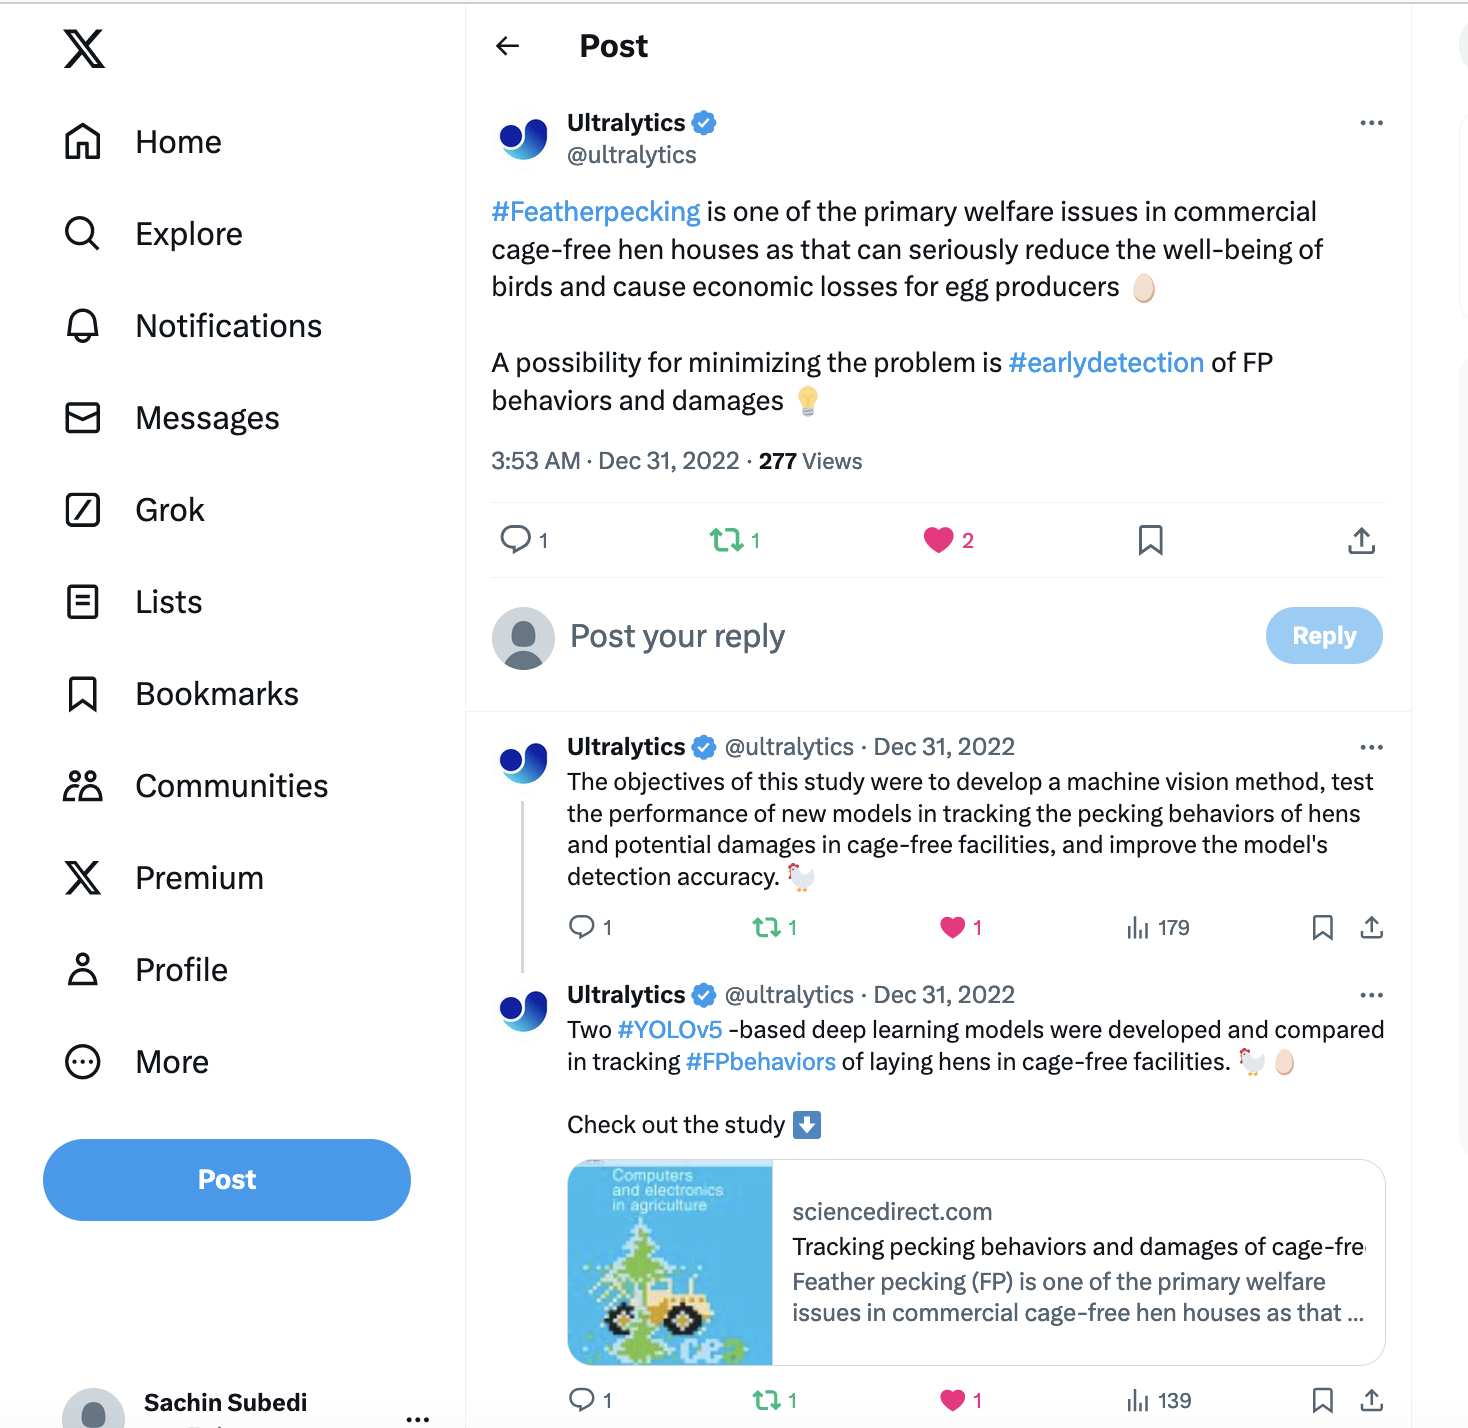 Post
Home
Explore
Notifications
Messages
Grok
Lists
Bookmarks
Communities
Premium
Profile
More
Post
Sachin Subedi
Ultralytics
@ultralytics
#Featherpecking is one of the primary welfare issues in commercial
cage-free hen houses as that can seriously reduce the well-being of
birds and cause economic losses for egg producers 🥚
A possibility for minimizing the problem is #earlydetection of FP
behaviors and damages 💡
3:53 AM · Dec 31, 2022 · 277 Views
1 1 2
Post your reply
Reply
Ultralytics @ultralytics · Dec 31, 2022
The objectives of this study were to develop a machine vision method, test
the performance of new models in tracking the pecking behaviors of hens
and potential damages in cage-free facilities, and improve the model's
detection accuracy. 🐓
1 1 1 179
Ultralytics @ultralytics · Dec 31, 2022
Two #YOLOv5 -based deep learning models were developed and compared
in tracking #FPbehaviors of laying hens in cage-free facilities. 🐓 🥚
Check out the study ⬇️
Computers
and electronics
in agriculture
cea
sciencedirect.com
Tracking pecking behaviors and damages of cage-fre
Feather pecking (FP) is one of the primary welfare
issues in commercial cage-free hen houses as that ...
1 1 1 139